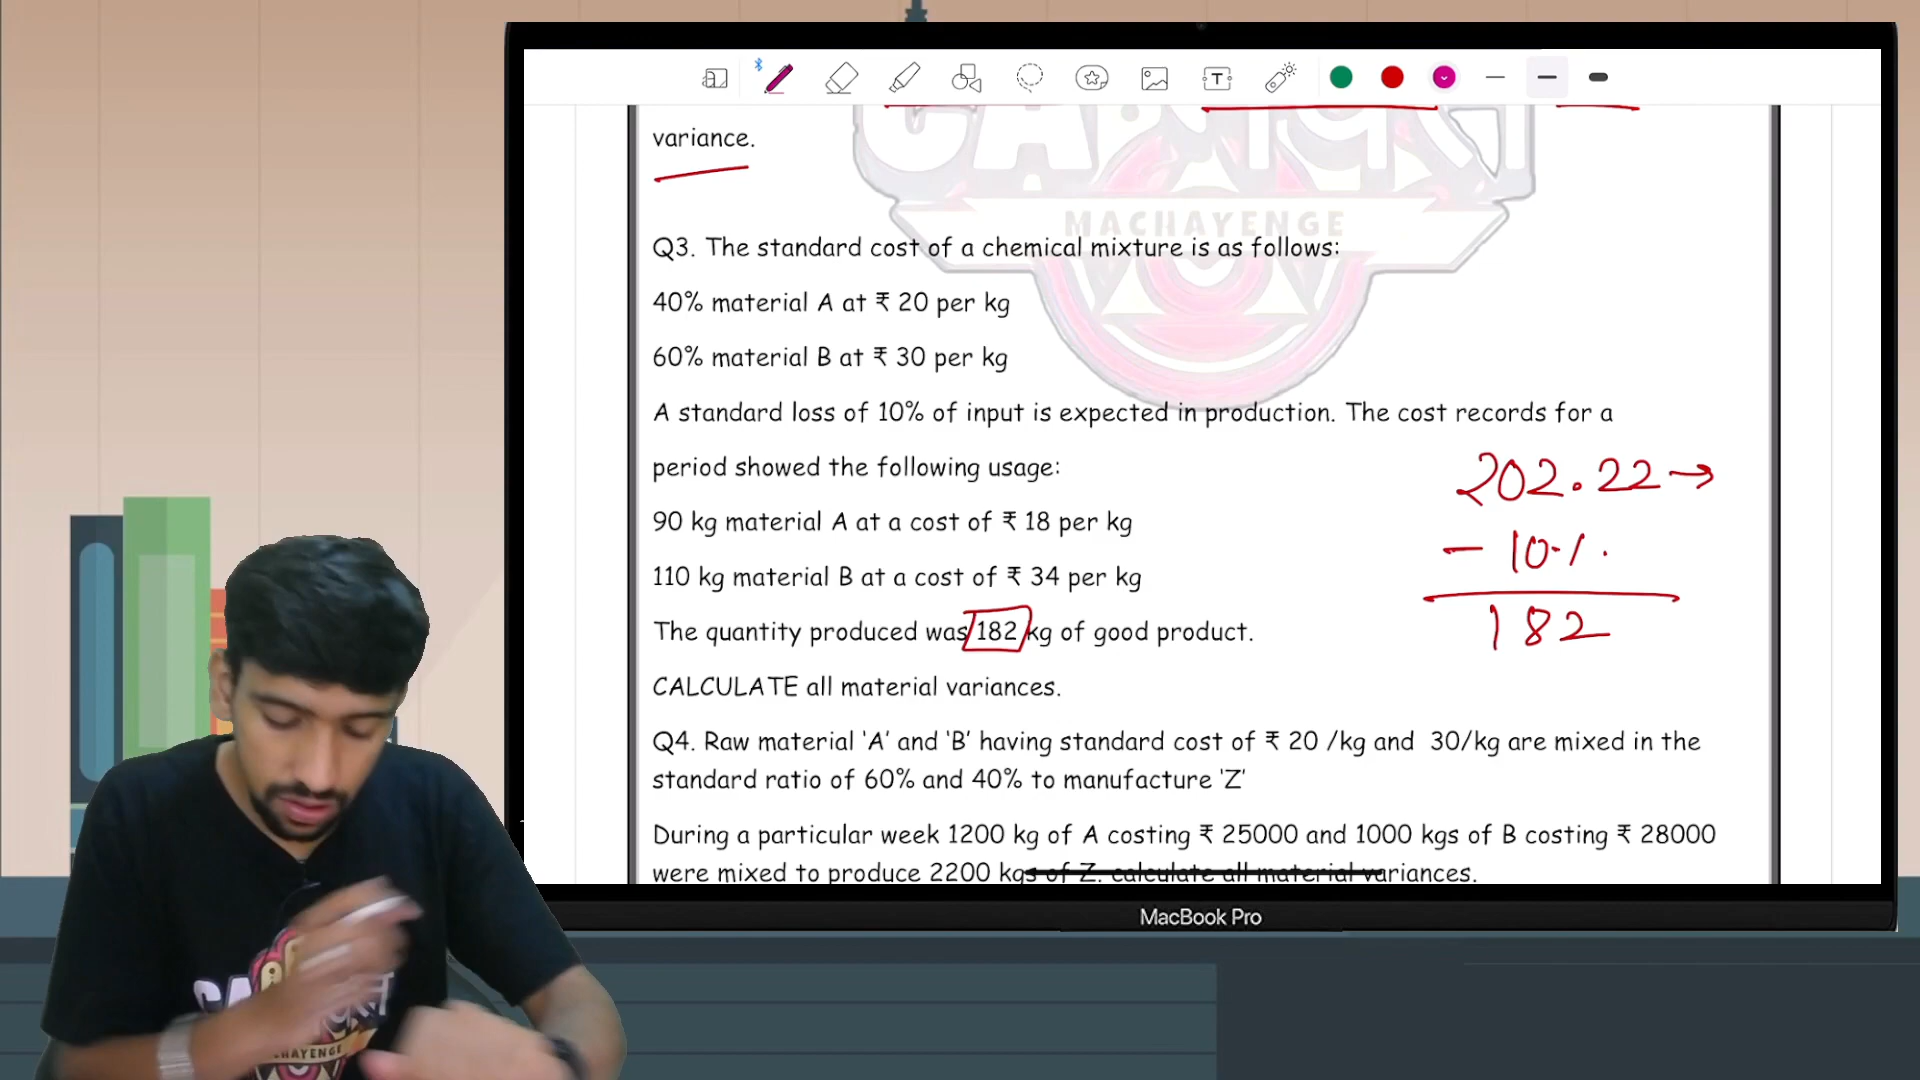 variance.
MACHAYENGE
Q3. The standard cost of a chemical mixture is as follows:
40% material A at ₹ 20 per kg
60% material B at ₹ 30 per kg
A standard loss of 10% of input is expected in production. The cost records for a
period showed the following usage:
202.22→
90 kg material A at a cost of ₹ 18 per kg
- 10%.
110 kg material B at a cost of ₹ 34 per kg
182
The quantity produced was 182 kg of good product.
CALCULATE all material variances.
Q4. Raw material 'A' and 'B' having standard cost of ₹ 20 /kg and 30/kg are mixed in the
standard ratio of 60% and 40% to manufacture 'Z'
During a particular week 1200 kg of A costing ₹ 25000 and 1000 kgs of B costing ₹ 28000
were mixed to produce 2200 kgs of Z. calculate all material variances.
MacBook Pro